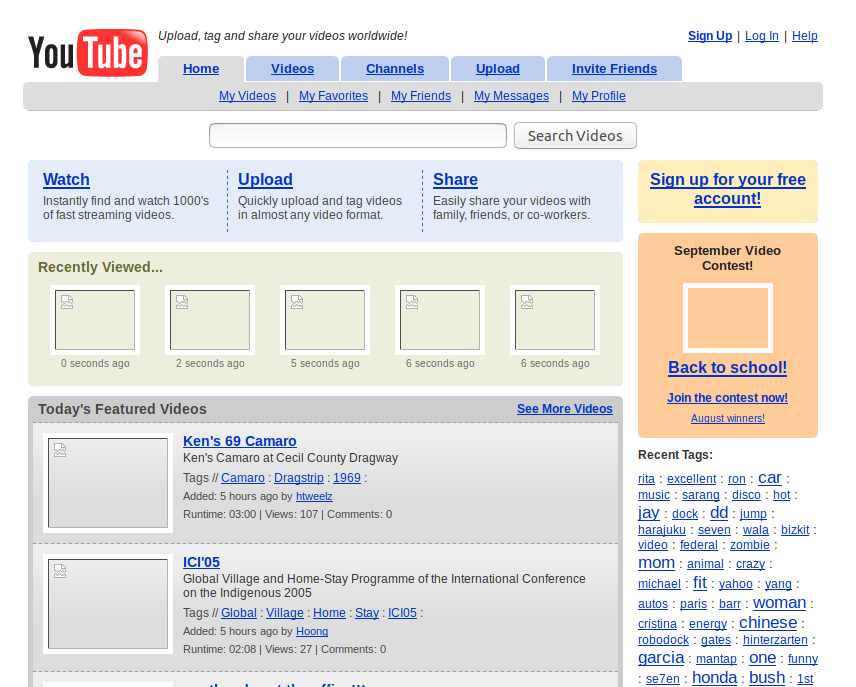 YouTube
Upload, tag and share your videos worldwide!
Sign Up | Log In | Help
Home Videos Channels Upload Invite Friends
My Videos | My Favorites | My Friends | My Messages | My Profile
Search Videos
Watch
Instantly find and watch 1000's
of fast streaming videos.
Upload
Quickly upload and tag videos
in almost any video format.
Share
Easily share your videos with
family, friends, or co-workers.
Recently Viewed...
0 seconds ago 2 seconds ago 5 seconds ago 6 seconds ago 6 seconds ago
Today's Featured Videos See More Videos
Ken's 69 Camaro
Ken's Camaro at Cecil County Dragway
Tags // Camaro : Dragstrip : 1969 :
Added: 5 hours ago by htweelz
Runtime: 03:00 | Views: 107 | Comments: 0
ICI'05
Global Village and Home-Stay Programme of the International Conference
on the Indigenous 2005
Tags // Global : Village : Home : Stay : ICI05 :
Added: 5 hours ago by Hoong
Runtime: 02:08 | Views: 27 | Comments: 0
Sign up for your free
account!
September Video
Contest!
Back to school!
Join the contest now!
August winners!
Recent Tags:
rita : excellent : ron : car :
music : sarang : disco : hot :
jay : dock : dd : jump :
harajuku : seven : wala : bizkit :
video : federal : zombie :
mom : animal : crazy :
michael : fit : yahoo : yang :
autos : paris : barr : woman :
cristina : energy : chinese :
robodock : gates : hinterzarten :
garcia : mantap : one : funny
: se7en : honda : bush : 1st